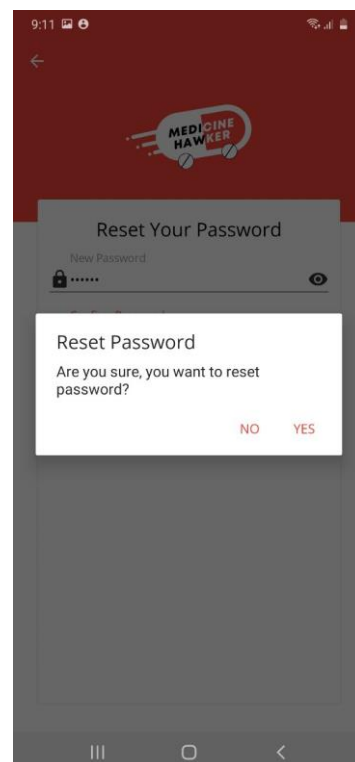 9:11
MEDICINE
HAWKER
Reset Your Password
New Password
Reset Password
Are you sure, you want to reset
password?
NO YES